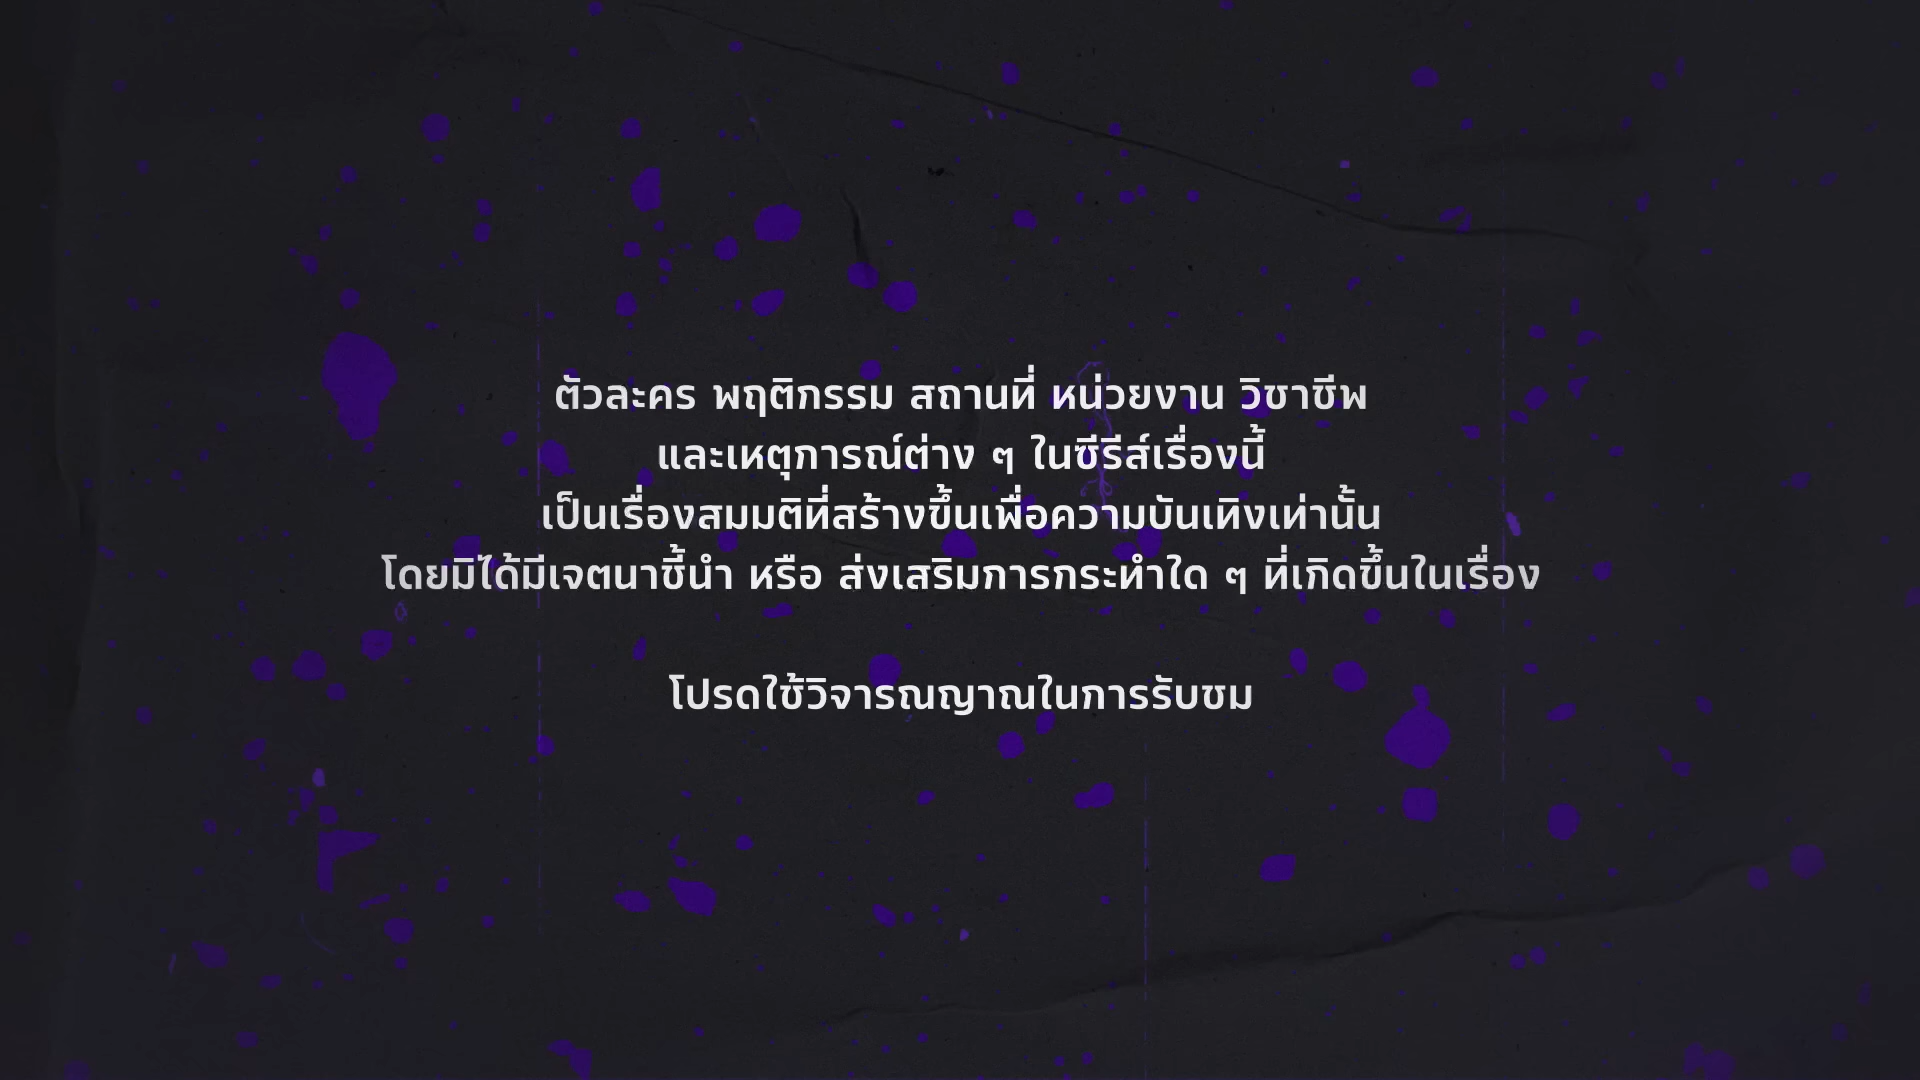 ตัวละคร พฤติกรรม สถานที่ หน่วยงาน วิชาชีพ
และเหตุการณ์ต่าง ๆ ในซีรีส์เรื่องนี้
เป็นเรื่องสมมติที่สร้างขึ้นเพื่อความบันเทิงเท่านั้น
โดยมิได้มีเจตนาชี้นำ หรือ ส่งเสริมการกระทำใด ๆ ที่เกิดขึ้นในเรื่อง
โปรดใช้วิจารณญาณในการรับชม